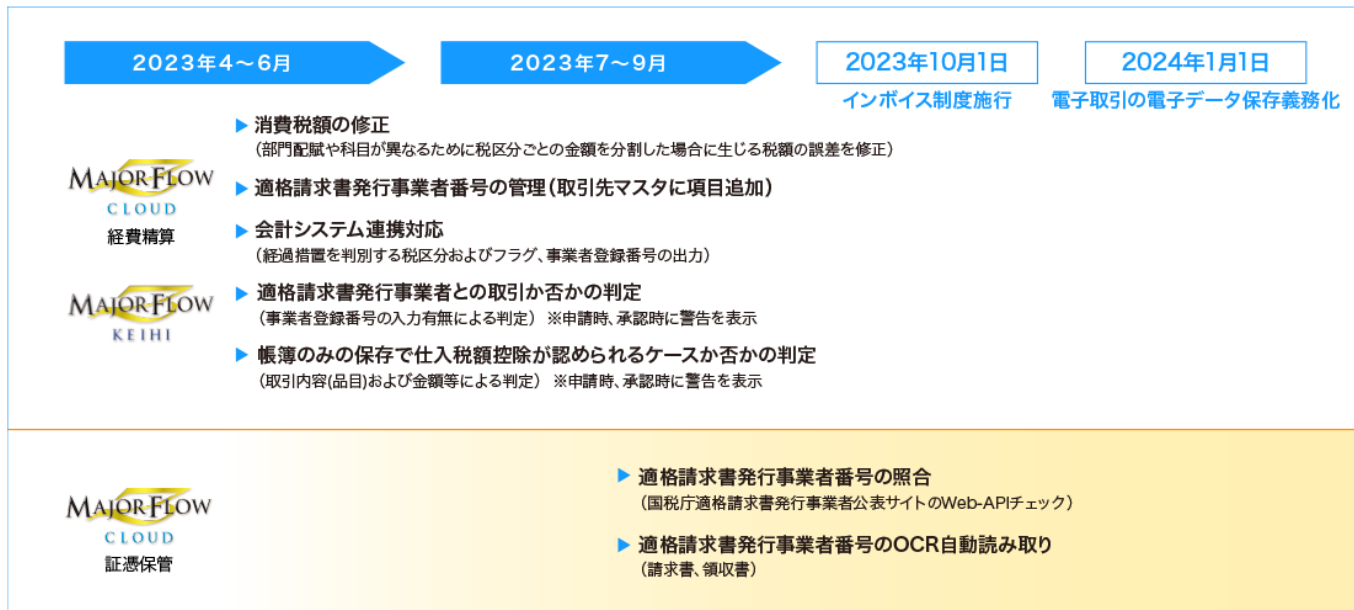 2023年4～6月
2023年7～9月
2023年10月1日
2024年1月1日
インボイス制度施行
電子取引の電子データ保存義務化
MAJOR FLOW
CLOUD
経費精算
MAJOR FLOW
KEIHI
▶ 消費税額の修正
（部門配賦や科目が異なるために税区分ごとの金額を分割した場合に生じる税額の誤差を修正）
▶ 適格請求書発行事業者番号の管理（取引先マスタに項目追加）
▶ 会計システム連携対応
（経過措置を判別する税区分およびフラグ、事業者登録番号の出力）
▶ 適格請求書発行事業者との取引か否かの判定
（事業者登録番号の入力有無による判定） ※申請時、承認時に警告を表示
▶ 帳簿のみの保存で仕入税額控除が認められるケースか否かの判定
（取引内容(品目)および金額等による判定） ※申請時、承認時に警告を表示
MAJOR FLOW
CLOUD
証憑保管
▶ 適格請求書発行事業者番号の照合
（国税庁適格請求書発行事業者公表サイトのWeb-APIチェック）
▶ 適格請求書発行事業者番号のOCR自動読み取り
（請求書、領収書）